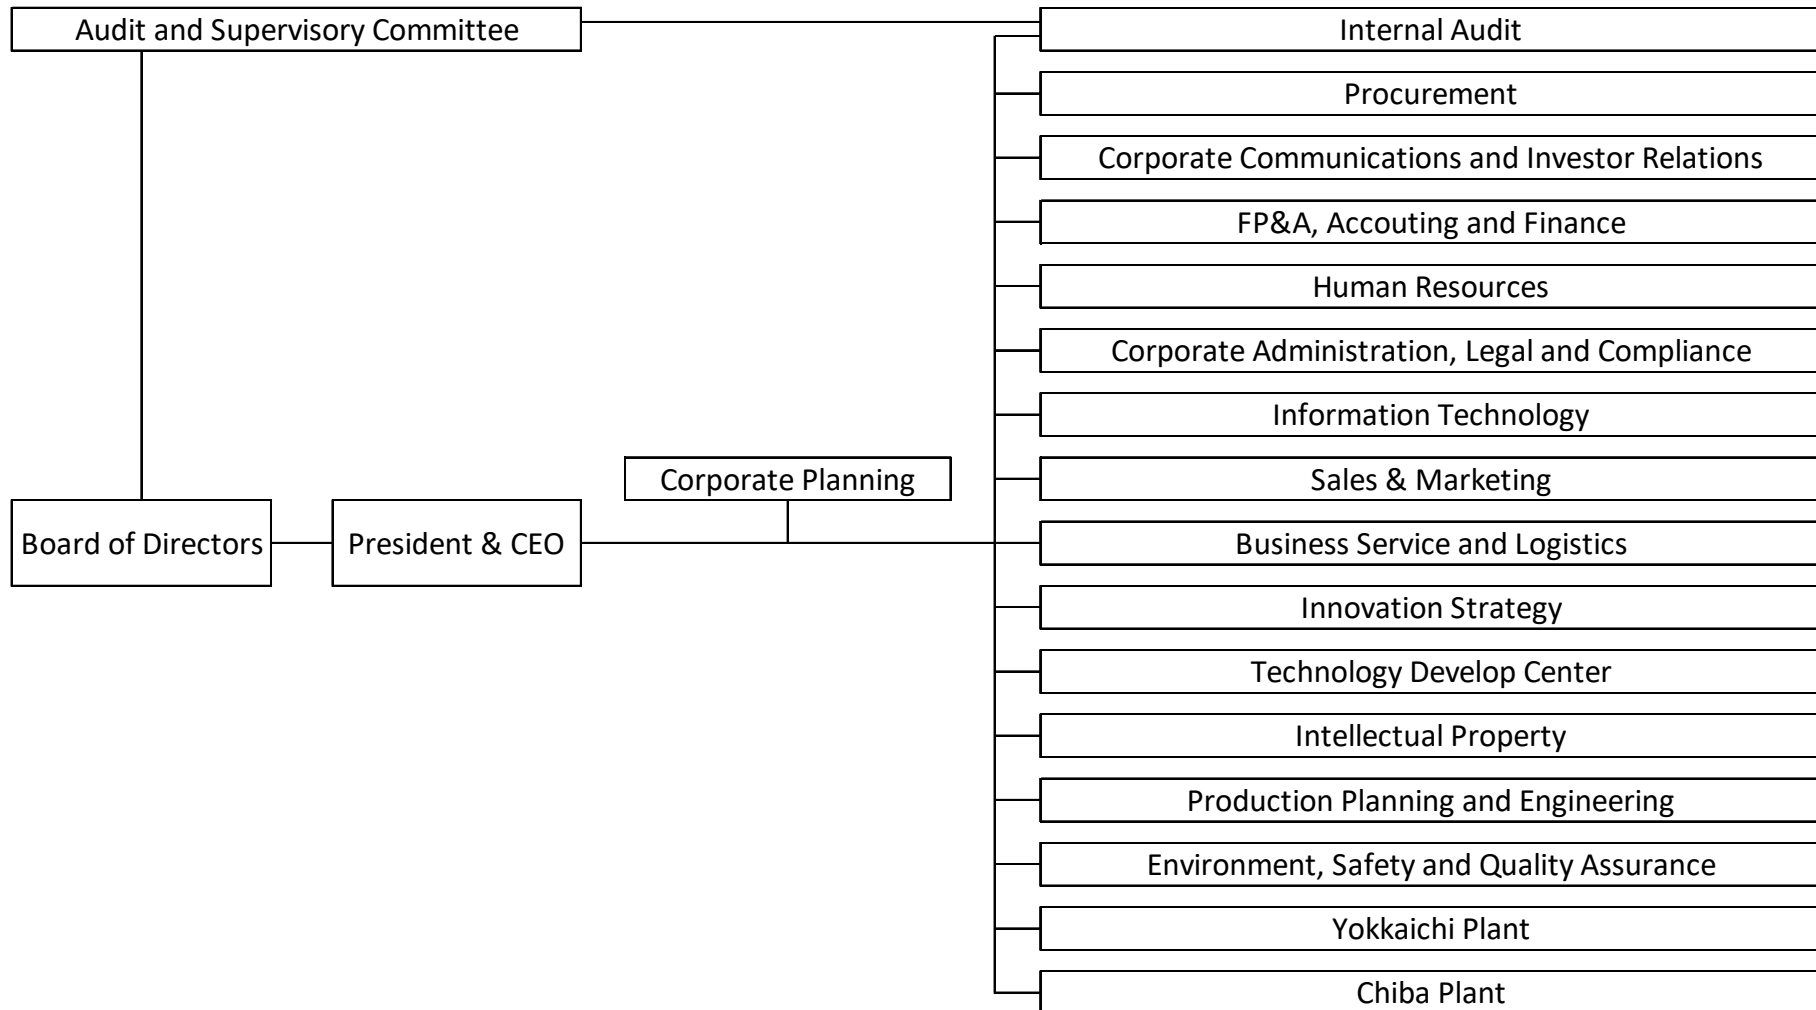 Audit and Supervisory Committee
Internal Audit
Procurement
Corporate Communications and Investor Relations
FP&A, Accouting and Finance
Human Resources
Corporate Administration, Legal and Compliance
Information Technology
Corporate Planning
Sales & Marketing
Board of Directors
President & CEO
Business Service and Logistics
Innovation Strategy
Technology Develop Center
Intellectual Property
Production Planning and Engineering
Environment, Safety and Quality Assurance
Yokkaichi Plant
Chiba Plant